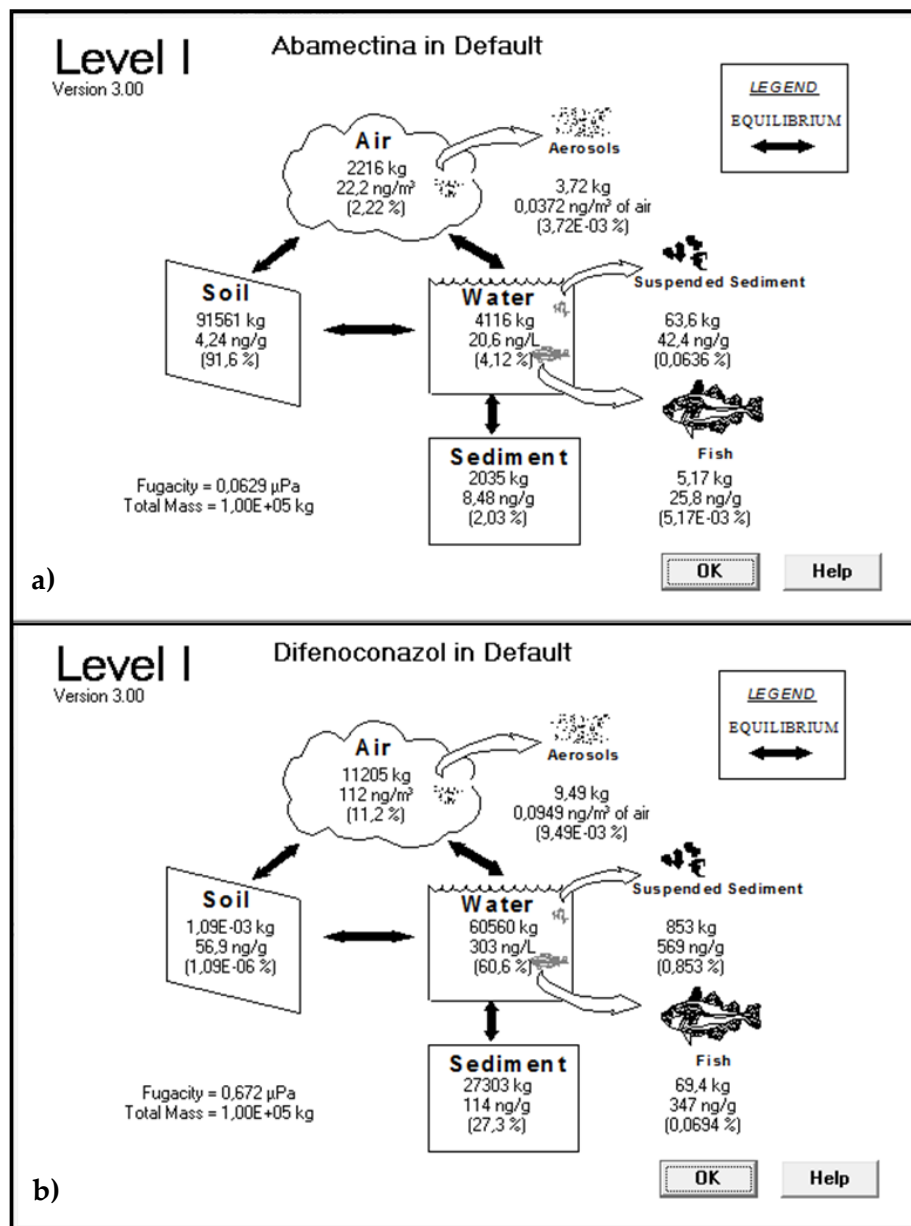 Level I
Version 3.00
Abamectina in Default
LEGEND
EQUILIBRIUM
Air
2216 kg
22,2 ng/m³
(2,22 %)
Aerosols
3,72 kg
0,0372 ng/m³ of air
(3,72E-03 %)
Soil
91561 kg
4,24 ng/g
(91,6 %)
Water
4116 kg
20,6 ng/L
(4,12 %)
Suspended Sediment
63,6 kg
42,4 ng/g
(0,0636 %)
Sediment
2035 kg
8,48 ng/g
(2,03 %)
Fish
5,17 kg
25,8 ng/g
(5,17E-03 %)
Fugacity = 0,0629 µPa
Total Mass = 1,00E+05 kg
OK
Help
a)
Level I
Version 3.00
Difenoconazol in Default
LEGEND
EQUILIBRIUM
Air
11205 kg
112 ng/m³
(11,2 %)
Aerosols
9,49 kg
0,0949 ng/m³ of air
(9,49E-03 %)
Soil
1,09E-03 kg
56,9 ng/g
(1,09E-06 %)
Water
60560 kg
303 ng/L
(60,6 %)
Suspended Sediment
853 kg
569 ng/g
(0,853 %)
Sediment
27303 kg
114 ng/g
(27,3 %)
Fish
69,4 kg
347 ng/g
(0,0694 %)
Fugacity = 0,672 µPa
Total Mass = 1,00E+05 kg
OK
Help
b)